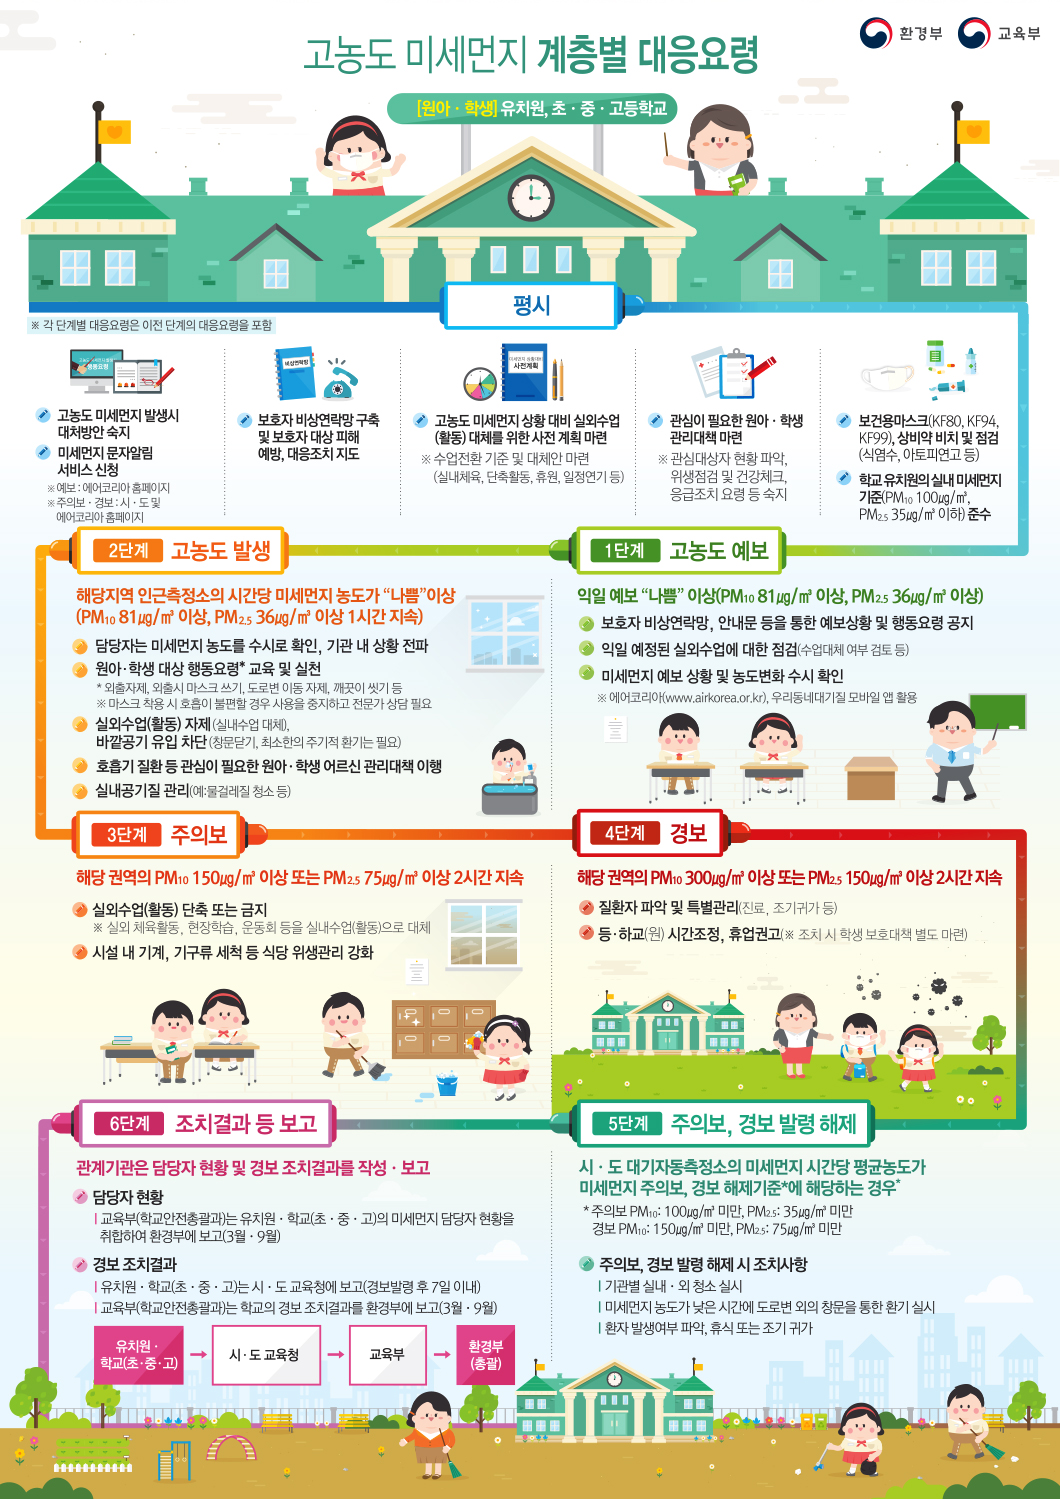 환경부 교육부
고농도 미세먼지 계층별 대응요령
[원아 · 학생] 유치원, 초 · 중 · 고등학교
평시
※ 각 단계별 대응요령은 이전 단계의 대응요령을 포함
고농도 미세먼지 발생시
대처방안 숙지
미세먼지 문자알림
서비스 신청
※ 예보 : 에어코리아 홈페이지
※ 주의보 · 경보 : 시 · 도 및
에어코리아 홈페이지
비상연락망
보호자 비상연락망 구축
및 보호자 대상 피해
예방, 대응조치 지도
사전계획
고농도 미세먼지 상황 대비 실외수업
(활동) 대체를 위한 사전 계획 마련
※ 수업전환 기준 및 대체안 마련
(실내체육, 단축활동, 휴원, 일정연기 등)
관심이 필요한 원아 · 학생
관리대책 마련
※ 관심대상자 현황 파악,
위생점검 및 건강체크,
응급조치 요령 등 숙지
보건용마스크(KF80, KF94,
KF99), 상비약 비치 및 점검
(식염수, 아토피연고 등)
학교 유치원의 실내 미세먼지
기준(PM10 100㎍/㎥,
PM2.5 35㎍/㎥ 이하) 준수
1단계 고농도 예보
익일 예보 “나쁨” 이상(PM10 81㎍/㎥ 이상, PM2.5 36㎍/㎥ 이상)
보호자 비상연락망, 안내문 등을 통한 예보상황 및 행동요령 공지
익일 예정된 실외수업에 대한 점검(수업대체 여부 검토 등)
미세먼지 예보 상황 및 농도변화 수시 확인
※ 에어코리아(www.airkorea.or.kr), 우리동네대기질 모바일 앱 활용
2단계 고농도 발생
해당지역 인근측정소의 시간당 미세먼지 농도가 “나쁨”이상
(PM10 81㎍/㎥ 이상, PM2.5 36㎍/㎥ 이상 1시간 지속)
담당자는 미세먼지 농도를 수시로 확인, 기관 내 상황 전파
원아·학생 대상 행동요령* 교육 및 실천
* 외출자제, 외출시 마스크 쓰기, 도로변 이동 자제, 깨끗이 씻기 등
※ 마스크 착용 시 호흡이 불편할 경우 사용을 중지하고 전문가 상담 필요
실외수업(활동) 자제 (실내수업 대체),
바깥공기 유입 차단 (창문닫기, 최소한의 주기적 환기는 필요)
호흡기 질환 등 관심이 필요한 원아·학생 어르신 관리대책 이행
실내공기질 관리(예:물걸레질 청소 등)
3단계 주의보
해당 권역의 PM10 150㎍/㎥ 이상 또는 PM2.5 75㎍/㎥ 이상 2시간 지속
실외수업(활동) 단축 또는 금지
※ 실외 체육활동, 현장학습, 운동회 등을 실내수업(활동)으로 대체
시설 내 기계, 기구류 세척 등 식당 위생관리 강화
4단계 경보
해당 권역의 PM10 300㎍/㎥ 이상 또는 PM2.5 150㎍/㎥ 이상 2시간 지속
질환자 파악 및 특별관리(진료, 조기귀가 등)
등·하교(원) 시간조정, 휴업권고(※ 조치 시 학생 보호대책 별도 마련)
5단계 주의보, 경보 발령 해제
시 · 도 대기자동측정소의 미세먼지 시간당 평균농도가
미세먼지 주의보, 경보 해제기준*에 해당하는 경우*
* 주의보 PM10: 100㎍/㎥ 미만, PM2.5: 35㎍/㎥ 미만
경보 PM10: 150㎍/㎥ 미만, PM2.5: 75㎍/㎥ 미만
주의보, 경보 발령 해제 시 조치사항
기관별 실내 · 외 청소 실시
미세먼지 농도가 낮은 시간에 도로변 외의 창문을 통한 환기 실시
환자 발생여부 파악, 휴식 또는 조기 귀가
6단계 조치결과 등 보고
관계기관은 담당자 현황 및 경보 조치결과를 작성 · 보고
담당자 현황
교육부(학교안전총괄과)는 유치원 · 학교(초 · 중 · 고)의 미세먼지 담당자 현황을
취합하여 환경부에 보고(3월 · 9월)
경보 조치결과
유치원 · 학교(초 · 중 · 고)는 시 · 도 교육청에 보고(경보발령 후 7일 이내)
교육부(학교안전총괄과)는 학교의 경보 조치결과를 환경부에 보고(3월 · 9월)
유치원 ·
학교(초·중·고)
시·도 교육청
교육부
환경부
(총괄)